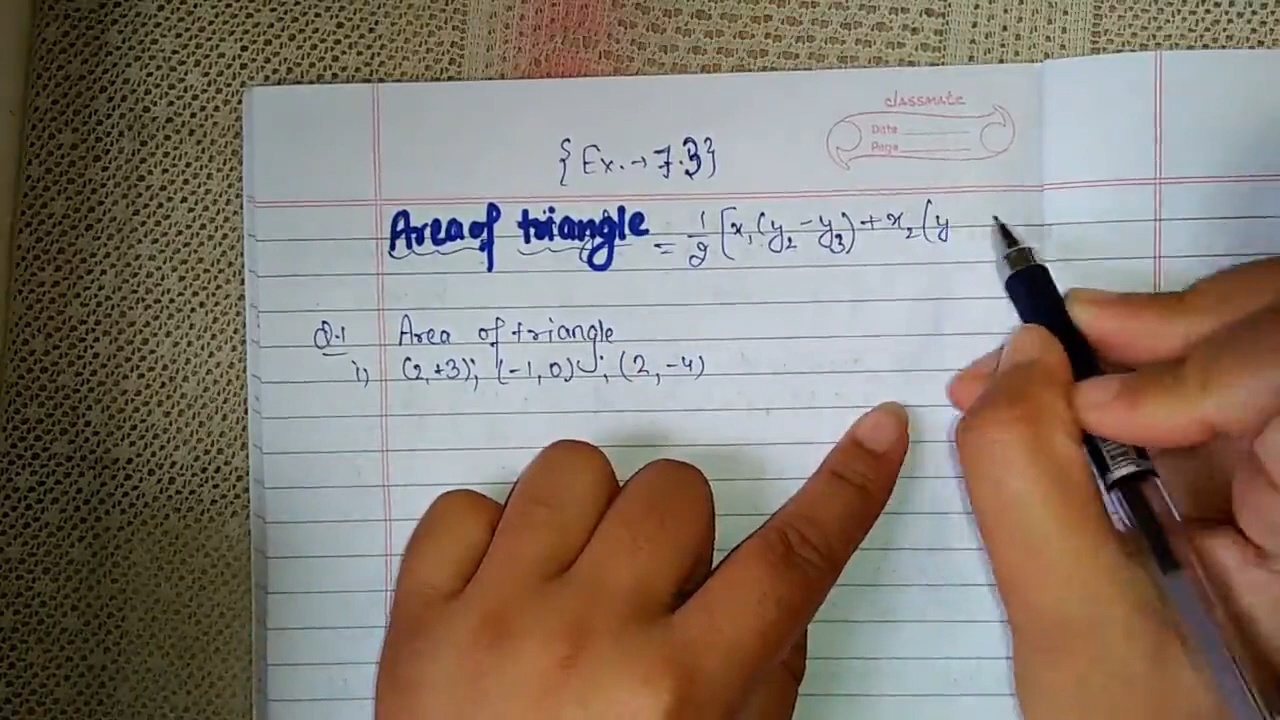 classmate
Date
Page
{Ex. → 7.3}
Area of triangle = 1/2 [x₁(y₂ - y₃) + x₂(y
Q.1 Area of triangle
i) (2, +3); (-1, 0); (2, -4)